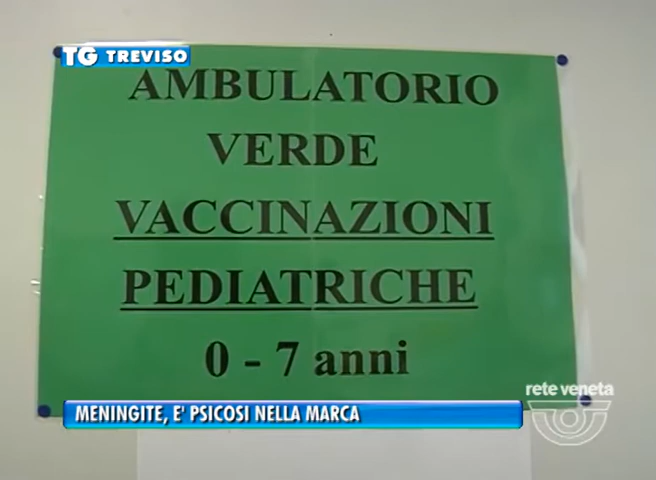 TG TREVISO
AMBULATORIO
VERDE
VACCINAZIONI
PEDIATRICHE
0 - 7 anni
rete veneta
MENINGITE, E' PSICOSI NELLA MARCA